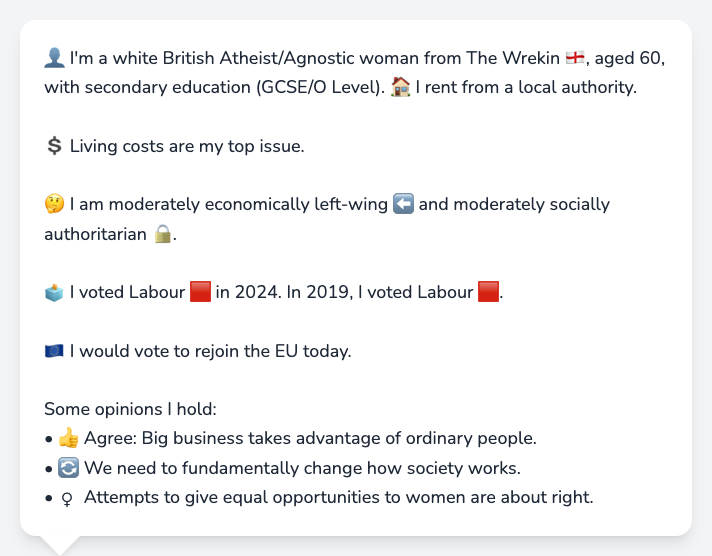 👤 I'm a white British Atheist/Agnostic woman from The Wrekin 🏴󠁧󠁢󠁥󠁮󠁧󠁿, aged 60,
with secondary education (GCSE/O Level). 🏠 I rent from a local authority.
💲 Living costs are my top issue.
🤔 I am moderately economically left-wing ⬅️ and moderately socially
authoritarian 🔒.
🗳️ I voted Labour 🟥 in 2024. In 2019, I voted Labour 🟥.
🇪🇺 I would vote to rejoin the EU today.
Some opinions I hold:
• 👍 Agree: Big business takes advantage of ordinary people.
• 🔄 We need to fundamentally change how society works.
• ♀ Attempts to give equal opportunities to women are about right.